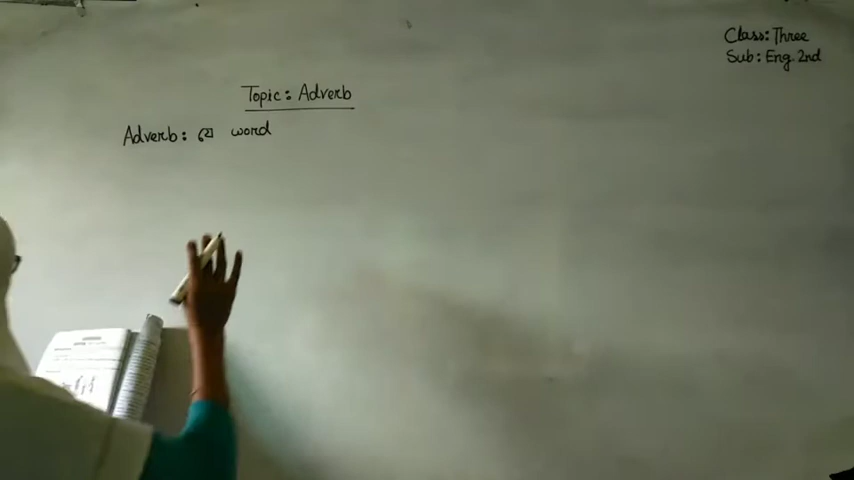 Class: Three
Sub: Eng. 2nd
Topic: Adverb
Adverb: যে word